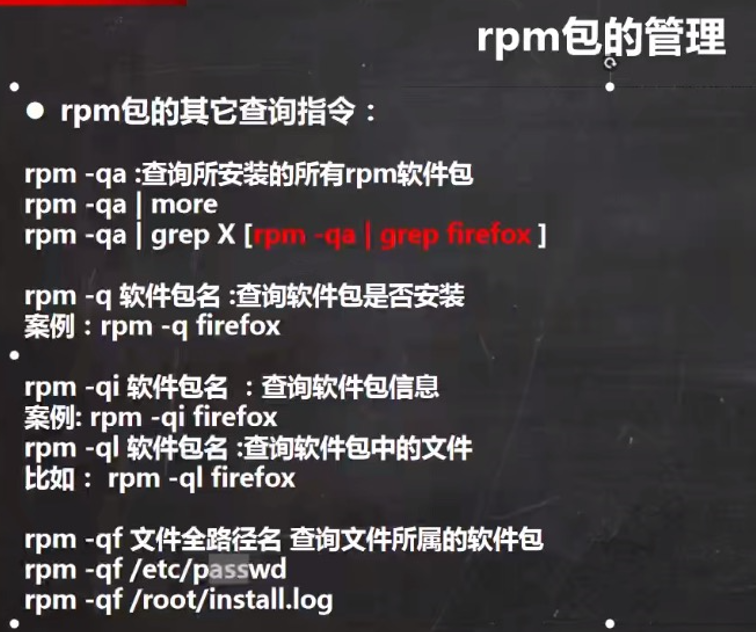 rpm包的管理
● rpm包的其它查询指令：
rpm -qa :查询所安装的所有rpm软件包
rpm -qa | more
rpm -qa | grep X [rpm -qa | grep firefox ]
rpm -q 软件包名 :查询软件包是否安装
案例：rpm -q firefox
rpm -qi 软件包名 ：查询软件包信息
案例: rpm -qi firefox
rpm -ql 软件包名 :查询软件包中的文件
比如： rpm -ql firefox
rpm -qf 文件全路径名 查询文件所属的软件包
rpm -qf /etc/passwd
rpm -qf /root/install.log